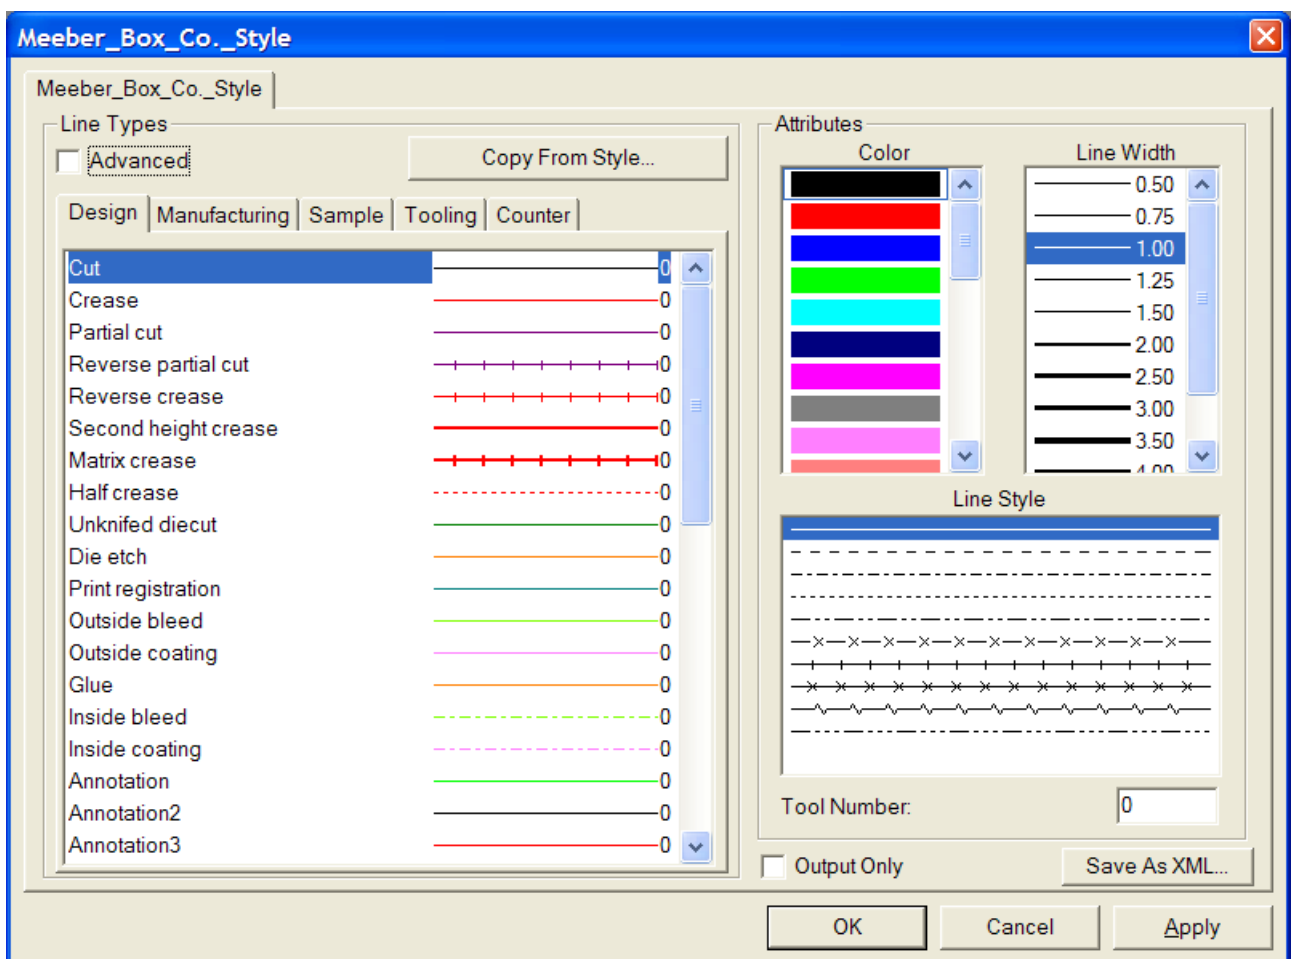 Meeber_Box_Co._Style
Meeber_Box_Co._Style
Line Types
Advanced
Copy From Style...
Design Manufacturing Sample Tooling Counter
Cut 0
Crease 0
Partial cut 0
Reverse partial cut 0
Reverse crease 0
Second height crease 0
Matrix crease 0
Half crease 0
Unknifed diecut 0
Die etch 0
Print registration 0
Outside bleed 0
Outside coating 0
Glue 0
Inside bleed 0
Inside coating 0
Annotation 0
Annotation2 0
Annotation3 0
Attributes
Color
Line Width
0.50
0.75
1.00
1.25
1.50
2.00
2.50
3.00
3.50
4.00
Line Style
Tool Number: 0
Output Only
Save As XML...
OK Cancel Apply